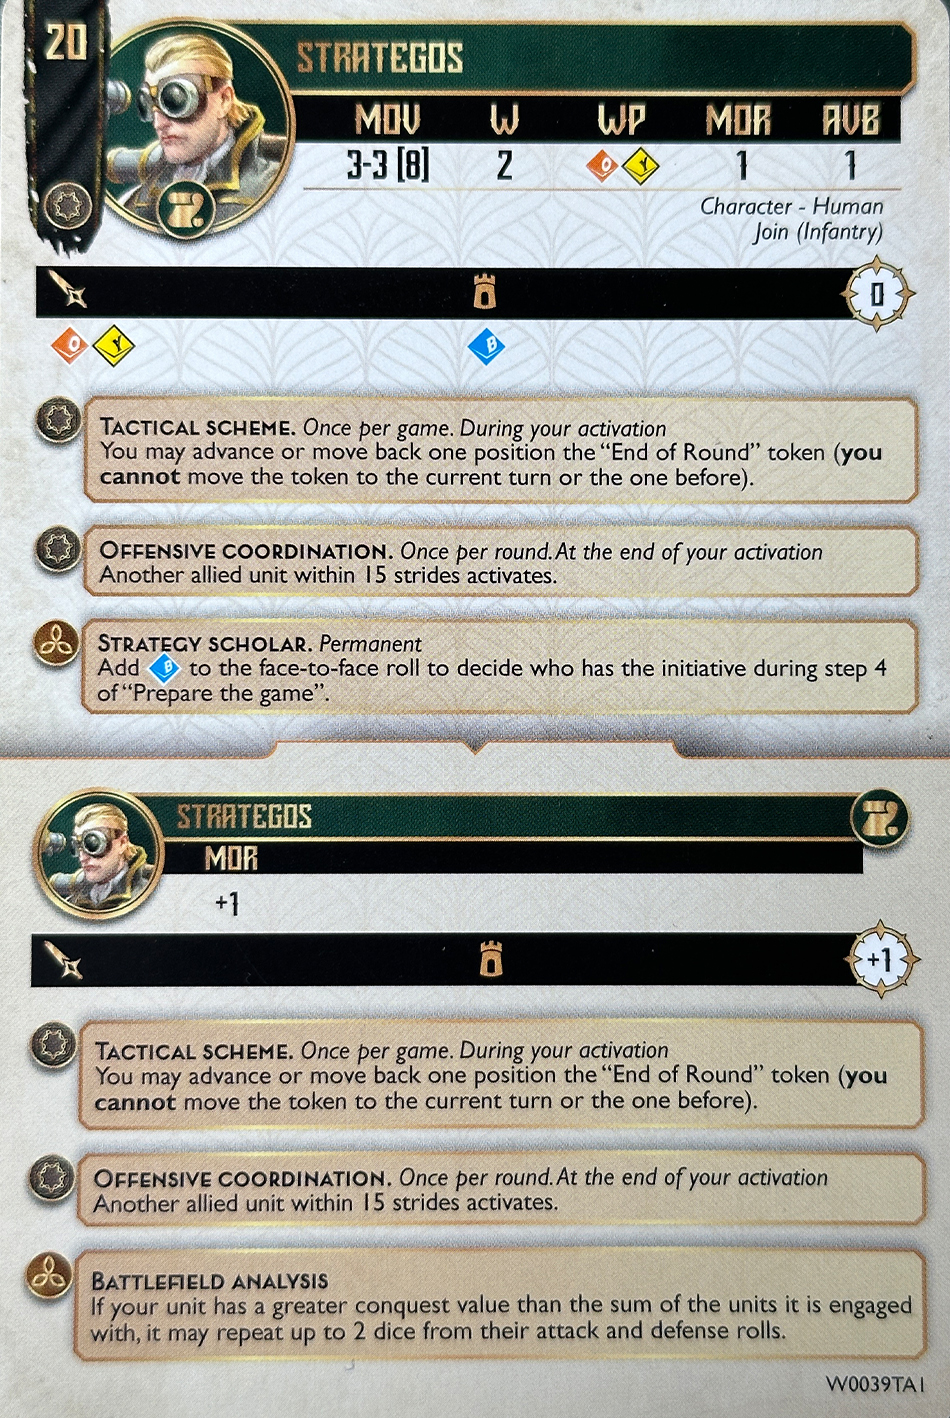 20
STRATEGOS
MOV W WP MOR AVB
3-3 [8] 2 O Y 1 1
Character - Human
Join (Infantry)
0
O Y B
TACTICAL SCHEME. Once per game. During your activation
You may advance or move back one position the “End of Round” token (you
cannot move the token to the current turn or the one before).
OFFENSIVE COORDINATION. Once per round. At the end of your activation
Another allied unit within 15 strides activates.
STRATEGY SCHOLAR. Permanent
Add B to the face-to-face roll to decide who has the initiative during step 4
of “Prepare the game”.
STRATEGOS
MOR
+1
+1
TACTICAL SCHEME. Once per game. During your activation
You may advance or move back one position the “End of Round” token (you
cannot move the token to the current turn or the one before).
OFFENSIVE COORDINATION. Once per round. At the end of your activation
Another allied unit within 15 strides activates.
BATTLEFIELD ANALYSIS
If your unit has a greater conquest value than the sum of the units it is engaged
with, it may repeat up to 2 dice from their attack and defense rolls.
W0039TA1